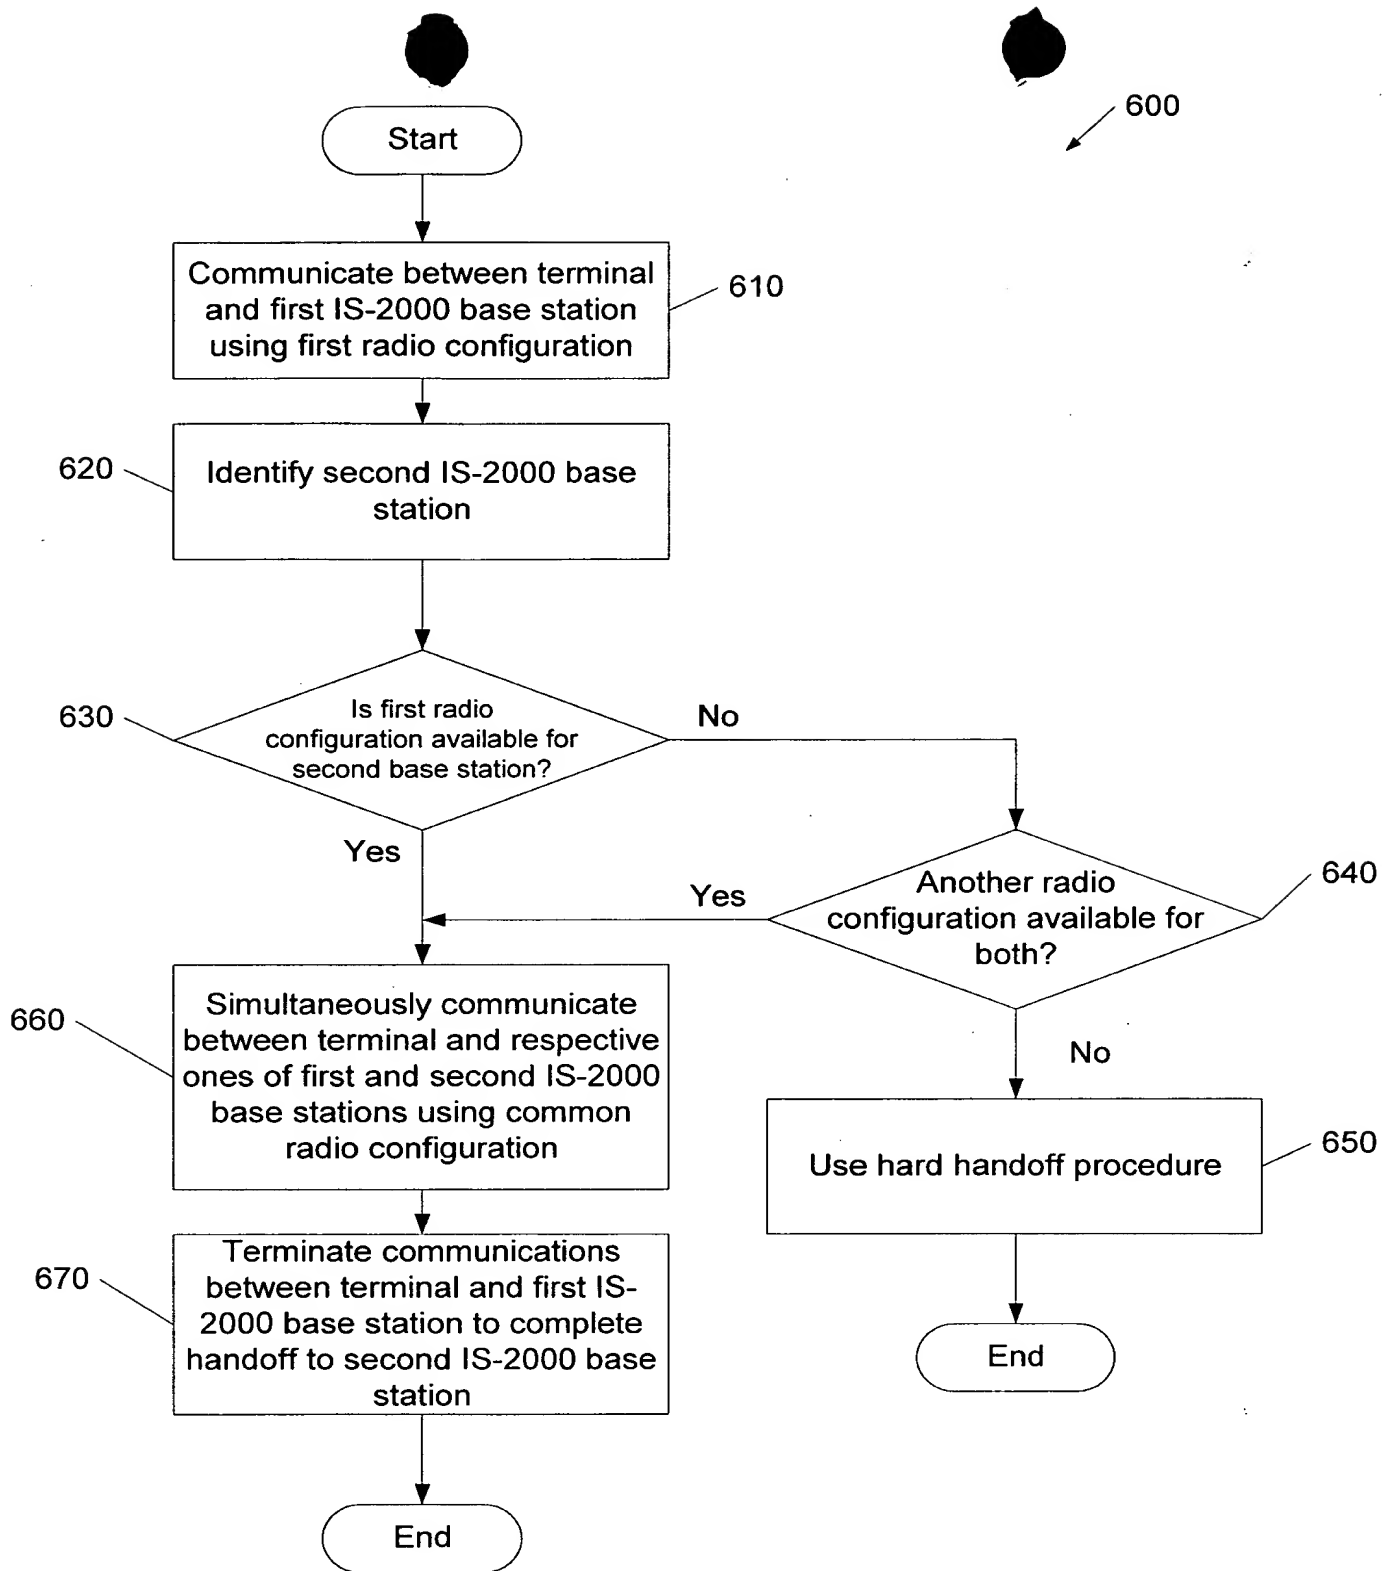 600
Start
Communicate between terminal
and first IS-2000 base station
using first radio configuration
610
620
Identify second IS-2000 base
station
630
Is first radio
configuration available for
second base station?
No
Yes
Yes
Another radio
configuration available for
both?
640
No
660
Simultaneously communicate
between terminal and respective
ones of first and second IS-2000
base stations using common
radio configuration
Use hard handoff procedure
650
670
Terminate communications
between terminal and first IS-
2000 base station to complete
handoff to second IS-2000 base
station
End
End